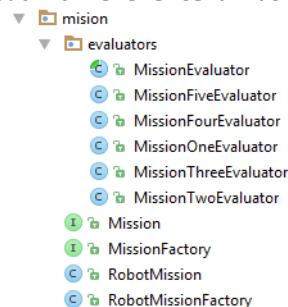 mision
evaluators
MissionEvaluator
MissionFiveEvaluator
MissionFourEvaluator
MissionOneEvaluator
MissionThreeEvaluator
MissionTwoEvaluator
Mission
MissionFactory
RobotMission
RobotMissionFactory